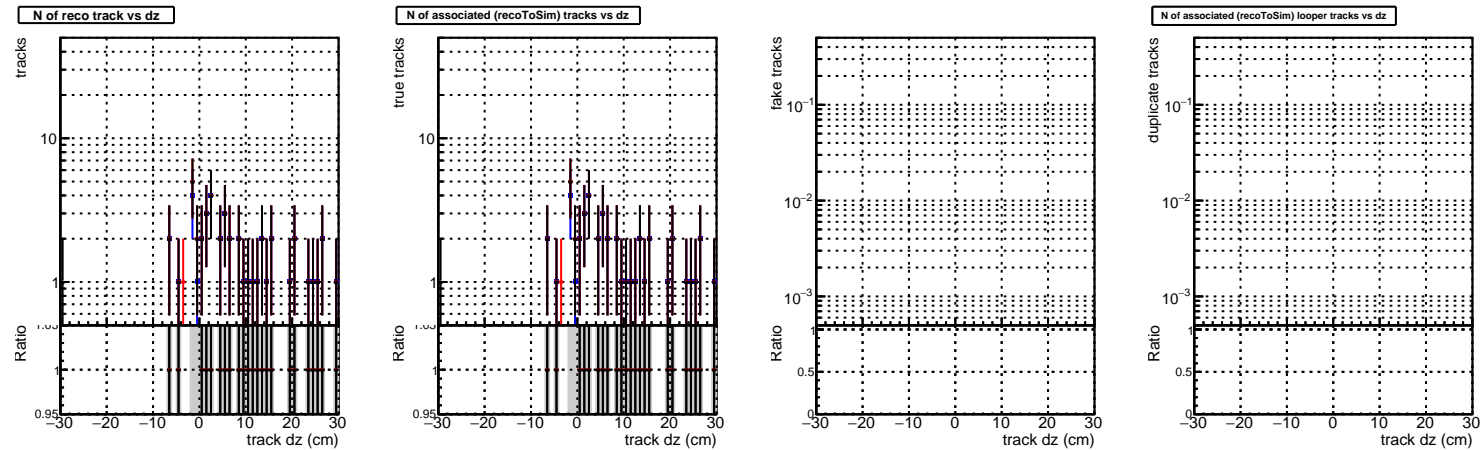 N of reco track vs dz
tracks
10
1
Ratio
1
0.95
−30 −20 −10 0 10 20 30
track dz (cm)
N of associated (recoToSim) tracks vs dz
true tracks
10
1
Ratio
1
0.95
−30 −20 −10 0 10 20 30
track dz (cm)
fake tracks
10−1
10−2
10−3
Ratio
1
0.5
0
−30 −20 −10 0 10 20 30
track dz (cm)
N of associated (recoToSim) looper tracks vs dz
duplicate tracks
10−1
10−2
10−3
Ratio
1
0.5
0
−30 −20 −10 0 10 20 30
track dz (cm)